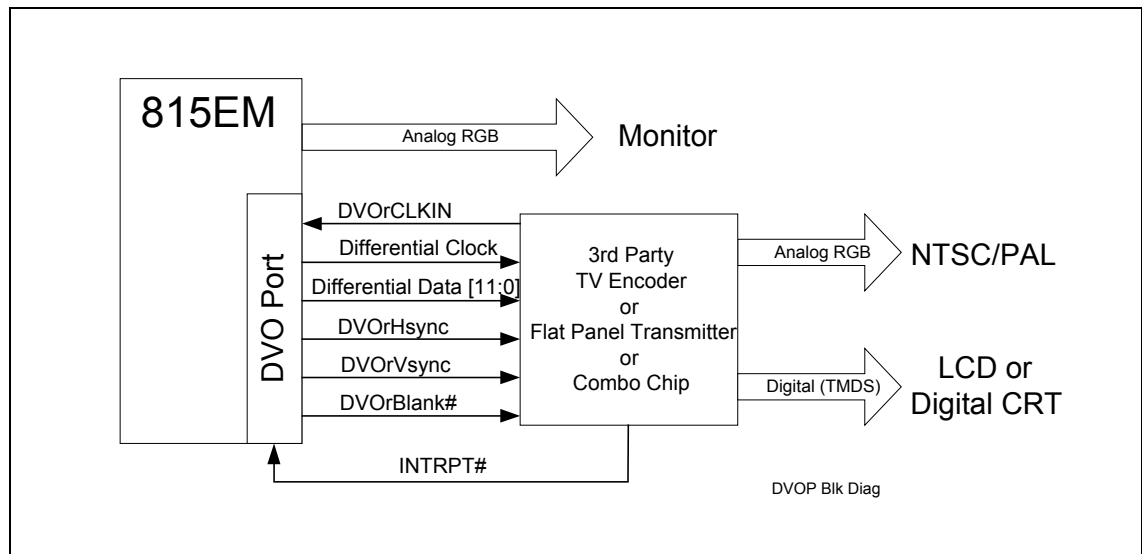 815EM
Analog RGB
Monitor
DVO Port
DVOrCLKIN
Differential Clock
Differential Data [11:0]
DVOrHsync
DVOrVsync
DVOrBlank#
INTRPT#
3rd Party
TV Encoder
or
Flat Panel Transmitter
or
Combo Chip
Analog RGB
NTSC/PAL
Digital (TMDS)
LCD or
Digital CRT
DVOP Blk Diag